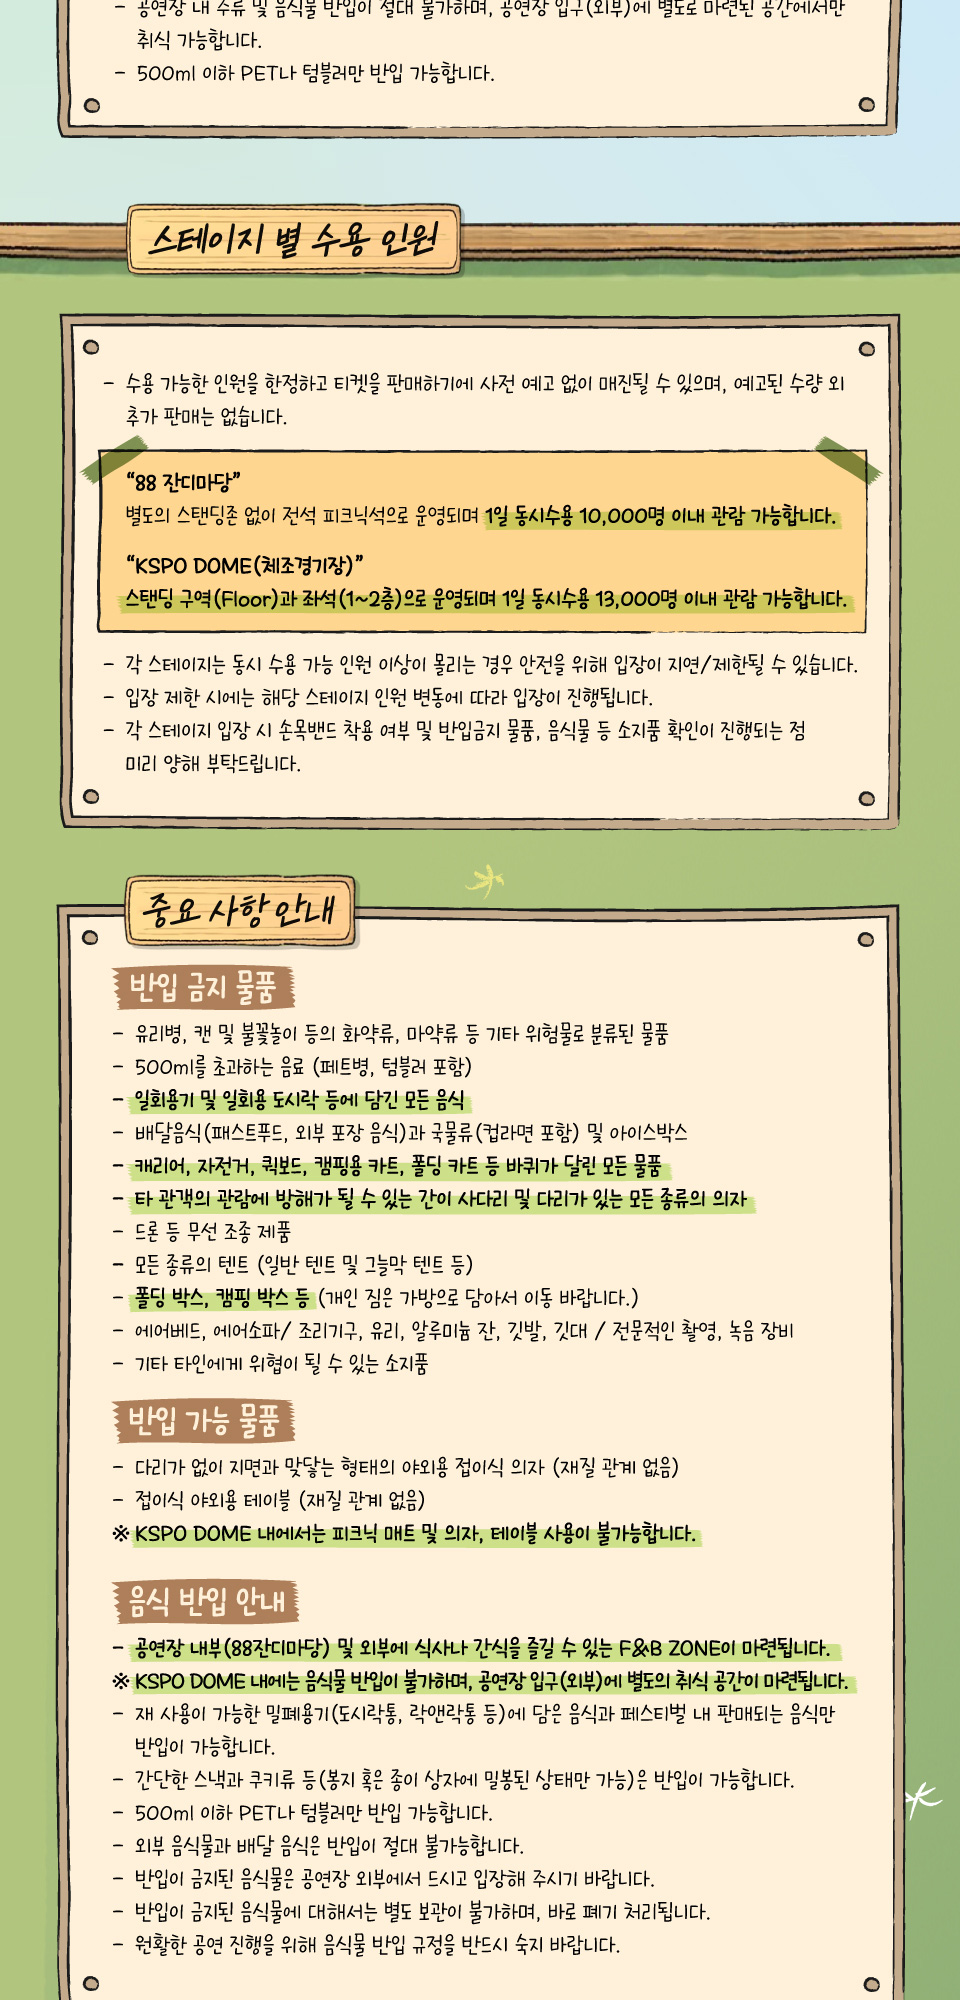 - 공연장 내 주류 및 음식물 반입이 절대 불가하며, 공연장 입구(외부)에 별도로 마련된 공간에서만
취식 가능합니다.
- 500ml 이하 PET나 텀블러만 반입 가능합니다.
스테이지 별 수용 인원
- 수용 가능한 인원을 한정하고 티켓을 판매하기에 사전 예고 없이 매진될 수 있으며, 예고된 수량 외
추가 판매는 없습니다.
“88 잔디마당”
별도의 스탠딩존 없이 전석 피크닉석으로 운영되며 1일 동시수용 10,000명 이내 관람 가능합니다.
“KSPO DOME(체조경기장)”
스탠딩 구역(Floor)과 좌석(1~2층)으로 운영되며 1일 동시수용 13,000명 이내 관람 가능합니다.
- 각 스테이지는 동시 수용 가능 인원 이상이 몰리는 경우 안전을 위해 입장이 지연/제한될 수 있습니다.
- 입장 제한 시에는 해당 스테이지 인원 변동에 따라 입장이 진행됩니다.
- 각 스테이지 입장 시 손목밴드 착용 여부 및 반입금지 물품, 음식물 등 소지품 확인이 진행되는 점
미리 양해 부탁드립니다.
중요 사항 안내
반입 금지 물품
- 유리병, 캔 및 불꽃놀이 등의 화약류, 마약류 등 기타 위험물로 분류된 물품
- 500ml를 초과하는 음료 (페트병, 텀블러 포함)
- 일회용기 및 일회용 도시락 등에 담긴 모든 음식
- 배달음식(패스트푸드, 외부 포장 음식)과 국물류(컵라면 포함) 및 아이스박스
- 캐리어, 자전거, 퀵보드, 캠핑용 카트, 폴딩 카트 등 바퀴가 달린 모든 물품
- 타 관객의 관람에 방해가 될 수 있는 간이 사다리 및 다리가 있는 모든 종류의 의자
- 드론 등 무선 조종 제품
- 모든 종류의 텐트 (일반 텐트 및 그늘막 텐트 등)
- 폴딩 박스, 캠핑 박스 등 (개인 짐은 가방으로 담아서 이동 바랍니다.)
- 에어베드, 에어소파/ 조리기구, 유리, 알루미늄 잔, 깃발, 깃대 / 전문적인 촬영, 녹음 장비
- 기타 타인에게 위협이 될 수 있는 소지품
반입 가능 물품
- 다리가 없이 지면과 맞닿는 형태의 야외용 접이식 의자 (재질 관계 없음)
- 접이식 야외용 테이블 (재질 관계 없음)
※ KSPO DOME 내에서는 피크닉 매트 및 의자, 테이블 사용이 불가능합니다.
음식 반입 안내
- 공연장 내부(88잔디마당) 및 외부에 식사나 간식을 즐길 수 있는 F&B ZONE이 마련됩니다.
※ KSPO DOME 내에는 음식물 반입이 불가하며, 공연장 입구(외부)에 별도의 취식 공간이 마련됩니다.
- 재 사용이 가능한 밀폐용기(도시락통, 락앤락통 등)에 담은 음식과 페스티벌 내 판매되는 음식만
반입이 가능합니다.
- 간단한 스낵과 쿠키류 등(봉지 혹은 종이 상자에 밀봉된 상태만 가능)은 반입이 가능합니다.
- 500ml 이하 PET나 텀블러만 반입 가능합니다.
- 외부 음식물과 배달 음식은 반입이 절대 불가능합니다.
- 반입이 금지된 음식물은 공연장 외부에서 드시고 입장해 주시기 바랍니다.
- 반입이 금지된 음식물에 대해서는 별도 보관이 불가하며, 바로 폐기 처리됩니다.
- 원활한 공연 진행을 위해 음식물 반입 규정을 반드시 숙지 바랍니다.